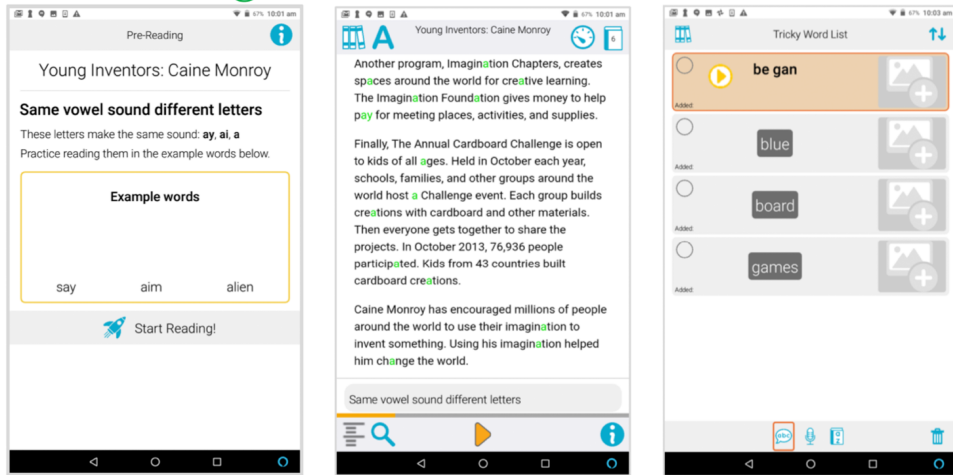 67% 10:01 am
Pre-Reading
Young Inventors: Caine Monroy
Same vowel sound different letters
These letters make the same sound: ay, ai, a
Practice reading them in the example words below.
Example words
say aim alien
Start Reading!
67% 10:01 am
A Young Inventors: Caine Monroy 6
Another program, Imagination Chapters, creates
spaces around the world for creative learning.
The Imagination Foundation gives money to help
pay for meeting places, activities, and supplies.
Finally, The Annual Cardboard Challenge is open
to kids of all ages. Held in October each year,
schools, families, and other groups around the
world host a Challenge event. Each group builds
creations with cardboard and other materials.
Then everyone gets together to share the
projects. In October 2013, 76,936 people
participated. Kids from 43 countries built
cardboard creations.
Caine Monroy has encouraged millions of people
around the world to use their imagination to
invent something. Using his imagination helped
him change the world.
Same vowel sound different letters
67% 10:03 am
Tricky Word List
be gan
Added:
blue
Added:
board
Added:
games
Added:
abc